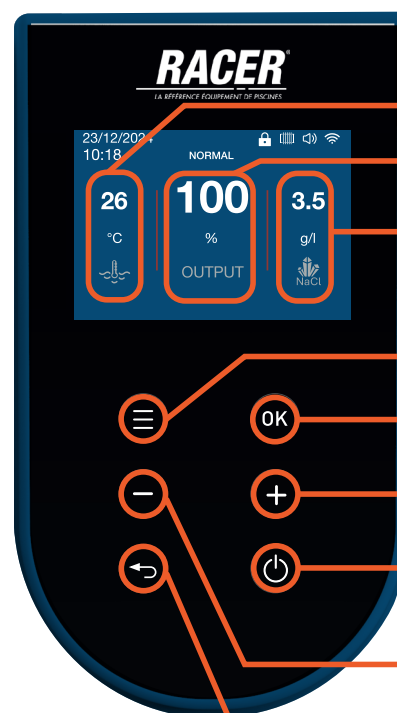 RACER
LA RÉFÉRENCE ÉQUIPEMENT DE PISCINES
23/12/2024
10:18
NORMAL
26
100
3.5
°C
%
g/l
OUTPUT
NaCl
OK